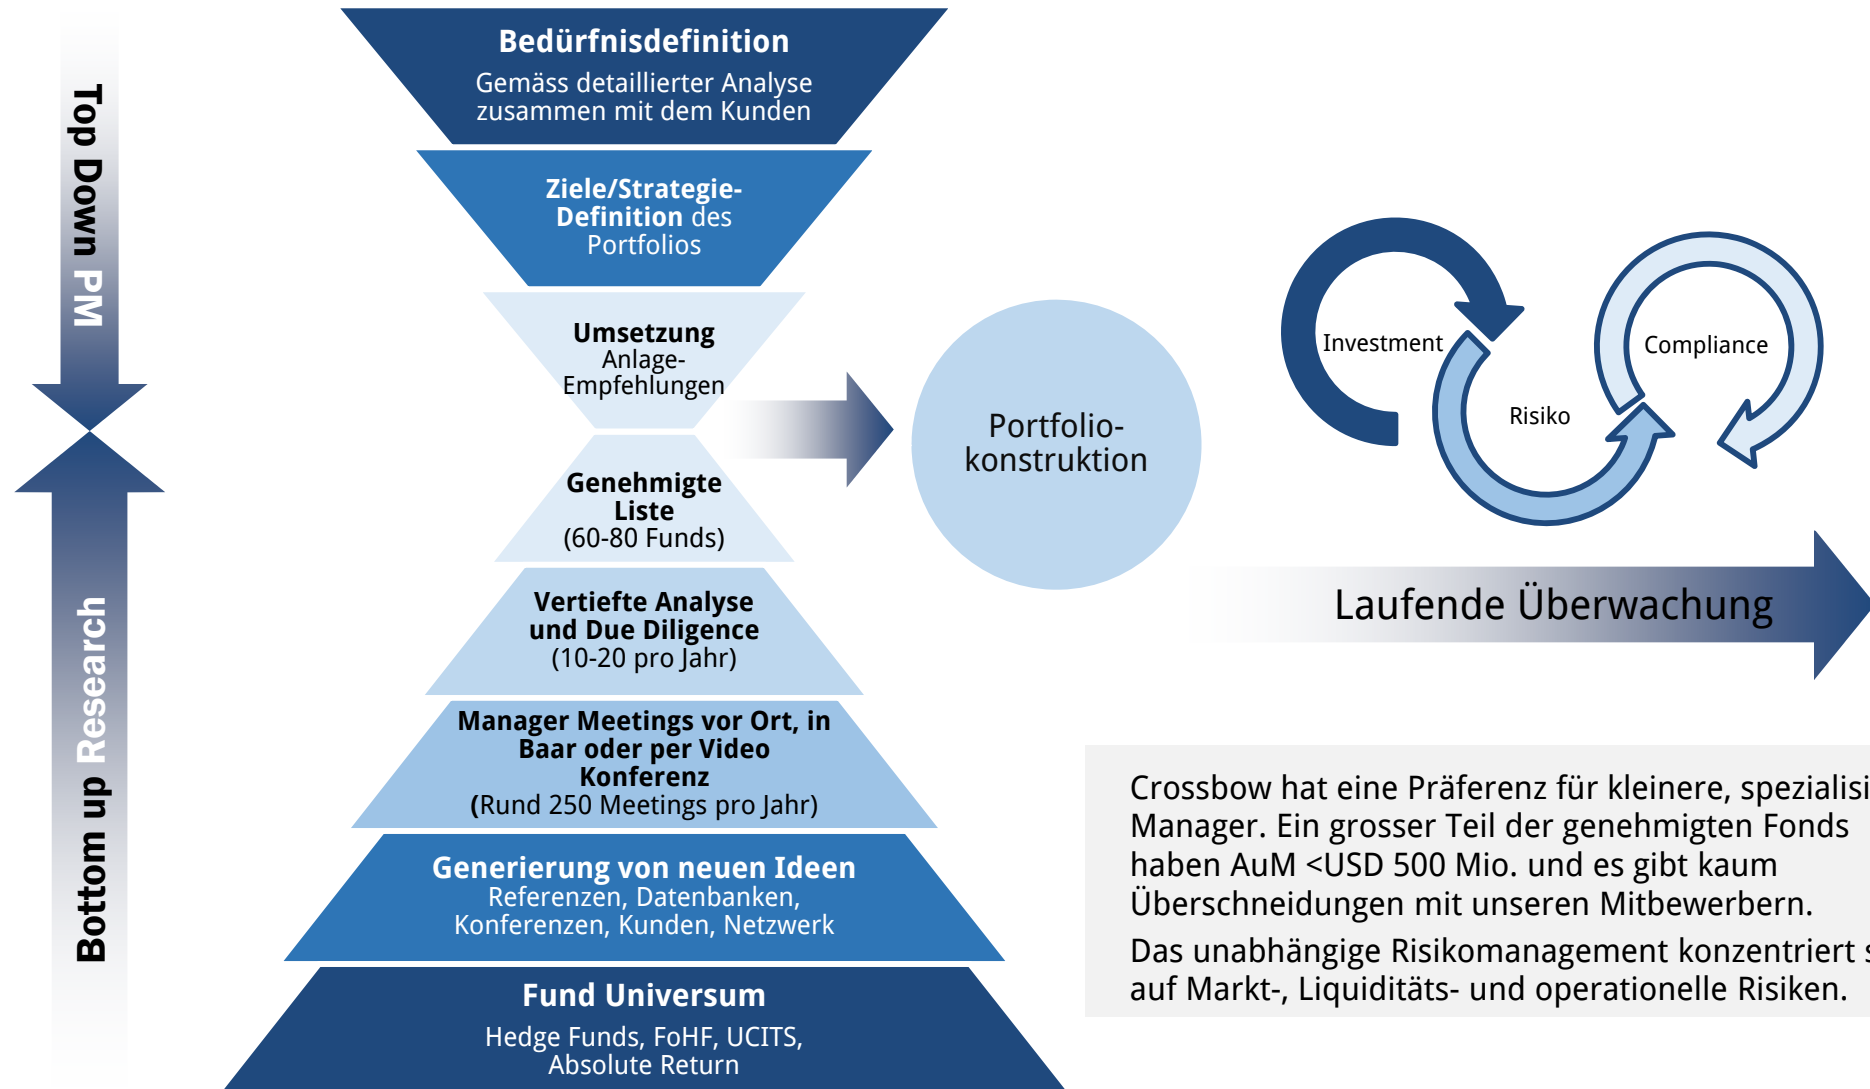 Top Down PM
Bottom up Research
Bedürfnisdefinition
Gemäss detaillierter Analyse
zusammen mit dem Kunden
Ziele/Strategie-
Definition des
Portfolios
Umsetzung
Anlage-
Empfehlungen
Genehmigte
Liste
(60-80 Funds)
Vertiefte Analyse
und Due Diligence
(10-20 pro Jahr)
Manager Meetings vor Ort, in
Baar oder per Video
Konferenz
(Rund 250 Meetings pro Jahr)
Generierung von neuen Ideen
Referenzen, Datenbanken,
Konferenzen, Kunden, Netzwerk
Fund Universum
Hedge Funds, FoHF, UCITS,
Absolute Return
Portfolio-
konstruktion
Investment
Risiko
Compliance
Laufende Überwachung
Crossbow hat eine Präferenz für kleinere,
Manager. Ein grosser Teil der genehmigten Fonds
haben AuM <USD 500 Mio. und es gibt kaum
Überschneidungen mit unseren Mitbewerbern.
Das unabhängige Risikomanagement konzentriert
auf Markt-, Liquiditäts- und operationelle Risiken.